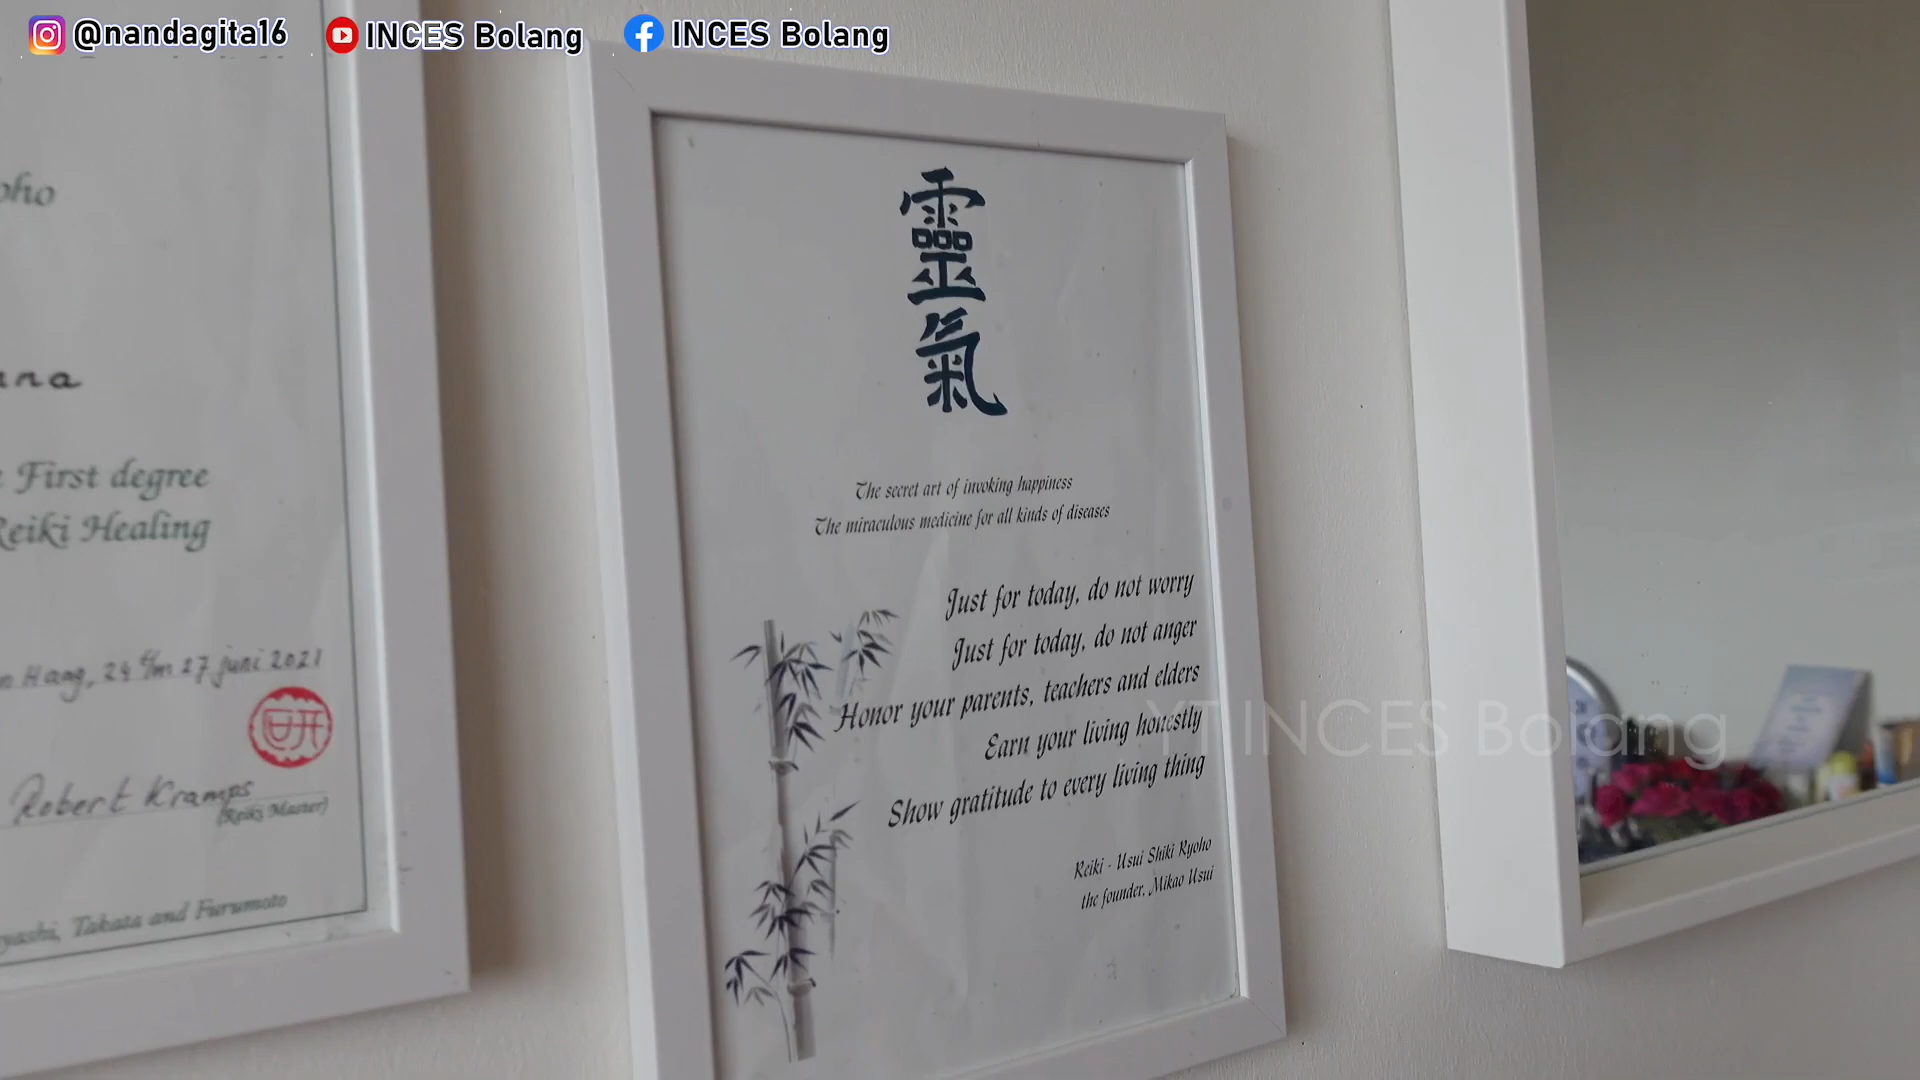 @nandagita16 INCES Bolang INCES Bolang
First degree
Reiki Healing
Hang, 24 t/m 27 juni 2021
Robert Kramps
(Reiki Master)
Takata and Furumoto
靈
氣
The secret art of invoking happiness
The miraculous medicine for all kinds of diseases
Just for today, do not worry
Just for today, do not anger
Honor your parents, teachers and elders
Earn your living honestly
Show gratitude to every living thing
Reiki - Usui Shiki Ryoho
the founder, Mikao Usui
YT INCES Bolang